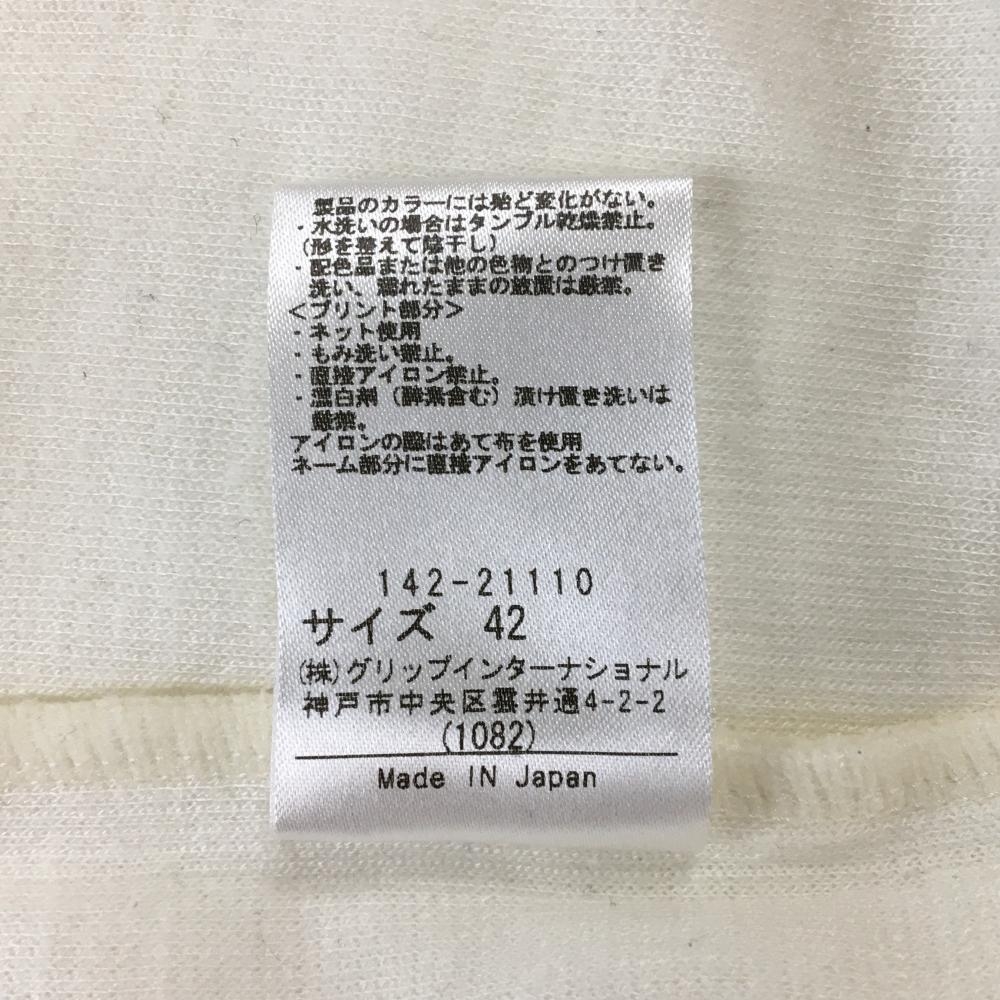 製品のカラーには殆ど変化がない。
・水洗いの場合はタンブル乾燥禁止。
(形を整えて陰干し)
・配色品または他の色物とのつけ置き
洗い、濡れたままの放置は厳禁。
<プリント部分>
・ネット使用
・もみ洗い禁止。
・直接アイロン禁止。
・漂白剤(酵素含む)漬け置き洗いは
厳禁。
アイロンの際はあて布を使用
ネーム部分に直接アイロンをあてない。
142-21110
サイズ 42
(株)グリップインターナショナル
神戸市中央区雲井通4-2-2
(1082)
Made IN Japan